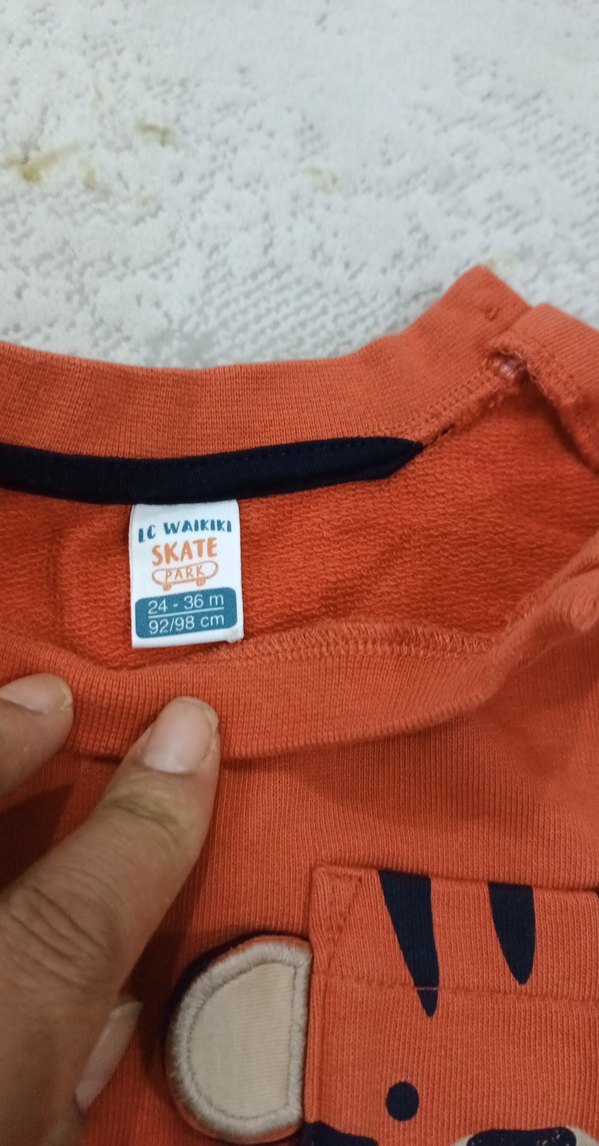 LC WAIKIKI
SKATE
PARK
24 - 36 m
92/98 cm